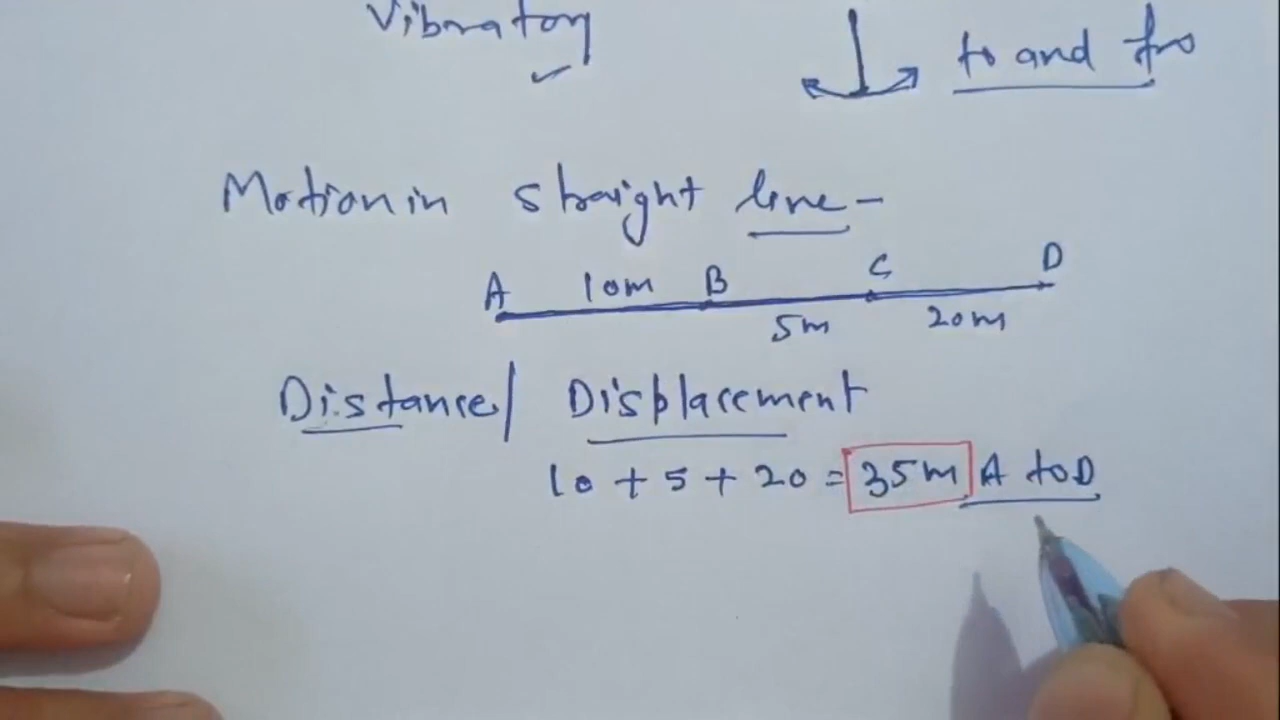 Vibratory
to and fro
Motion in straight line -
A 10m B C D
5m 20m
Distance/ Displacement
10 + 5 + 20 = 35m A to D